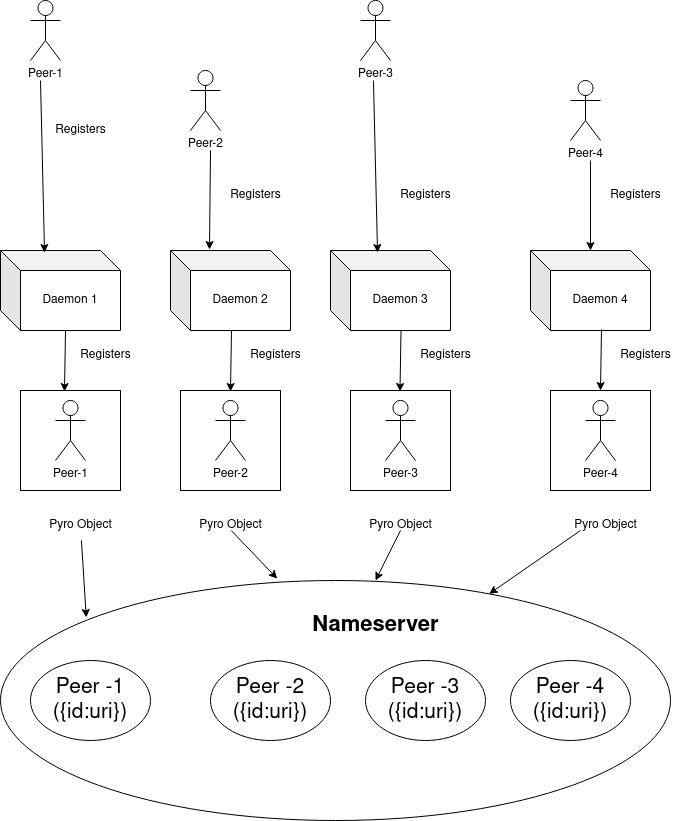 Peer-1
Peer-3
Registers
Peer-2
Peer-4
Registers
Registers
Registers
Daemon 1
Daemon 2
Daemon 3
Daemon 4
Registers
Registers
Registers
Registers
Peer-1
Peer-2
Peer-3
Peer-4
Pyro Object
Pyro Object
Pyro Object
Pyro Object
Nameserver
Peer -1
({id:uri})
Peer -2
({id:uri})
Peer -3
({id:uri})
Peer -4
({id:uri})